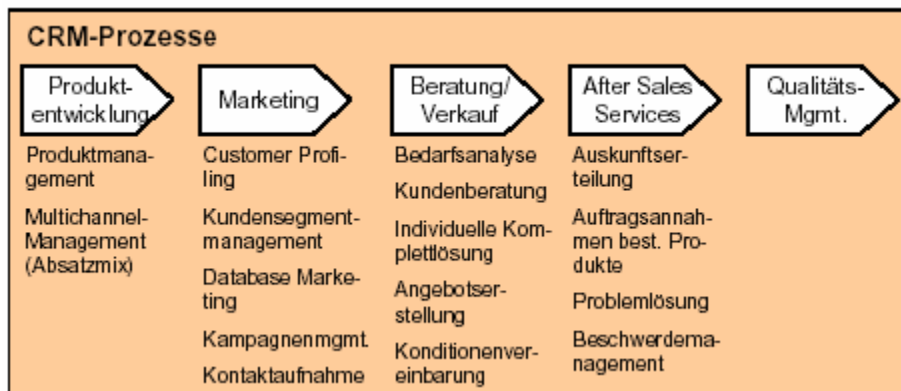 CRM-Prozesse
Produkt-
entwicklung
Marketing
Beratung/
Verkauf
After Sales
Services
Qualitäts-
Mgmt.
Produktmana-
gement
Multichannel-
Management
(Absatzmix)
Customer Profi-
ling
Kundensegment-
management
Database Marke-
ting
Kampagnenmgmt.
Kontaktaufnahme
Bedarfsanalyse
Kundenberatung
Individuelle Kom-
plettlösung
Angebotser-
stellung
Konditionenver-
einbarung
Auskunftser-
teilung
Auftragsannah-
men best. Pro-
dukte
Problemlösung
Beschwerdema-
nagement